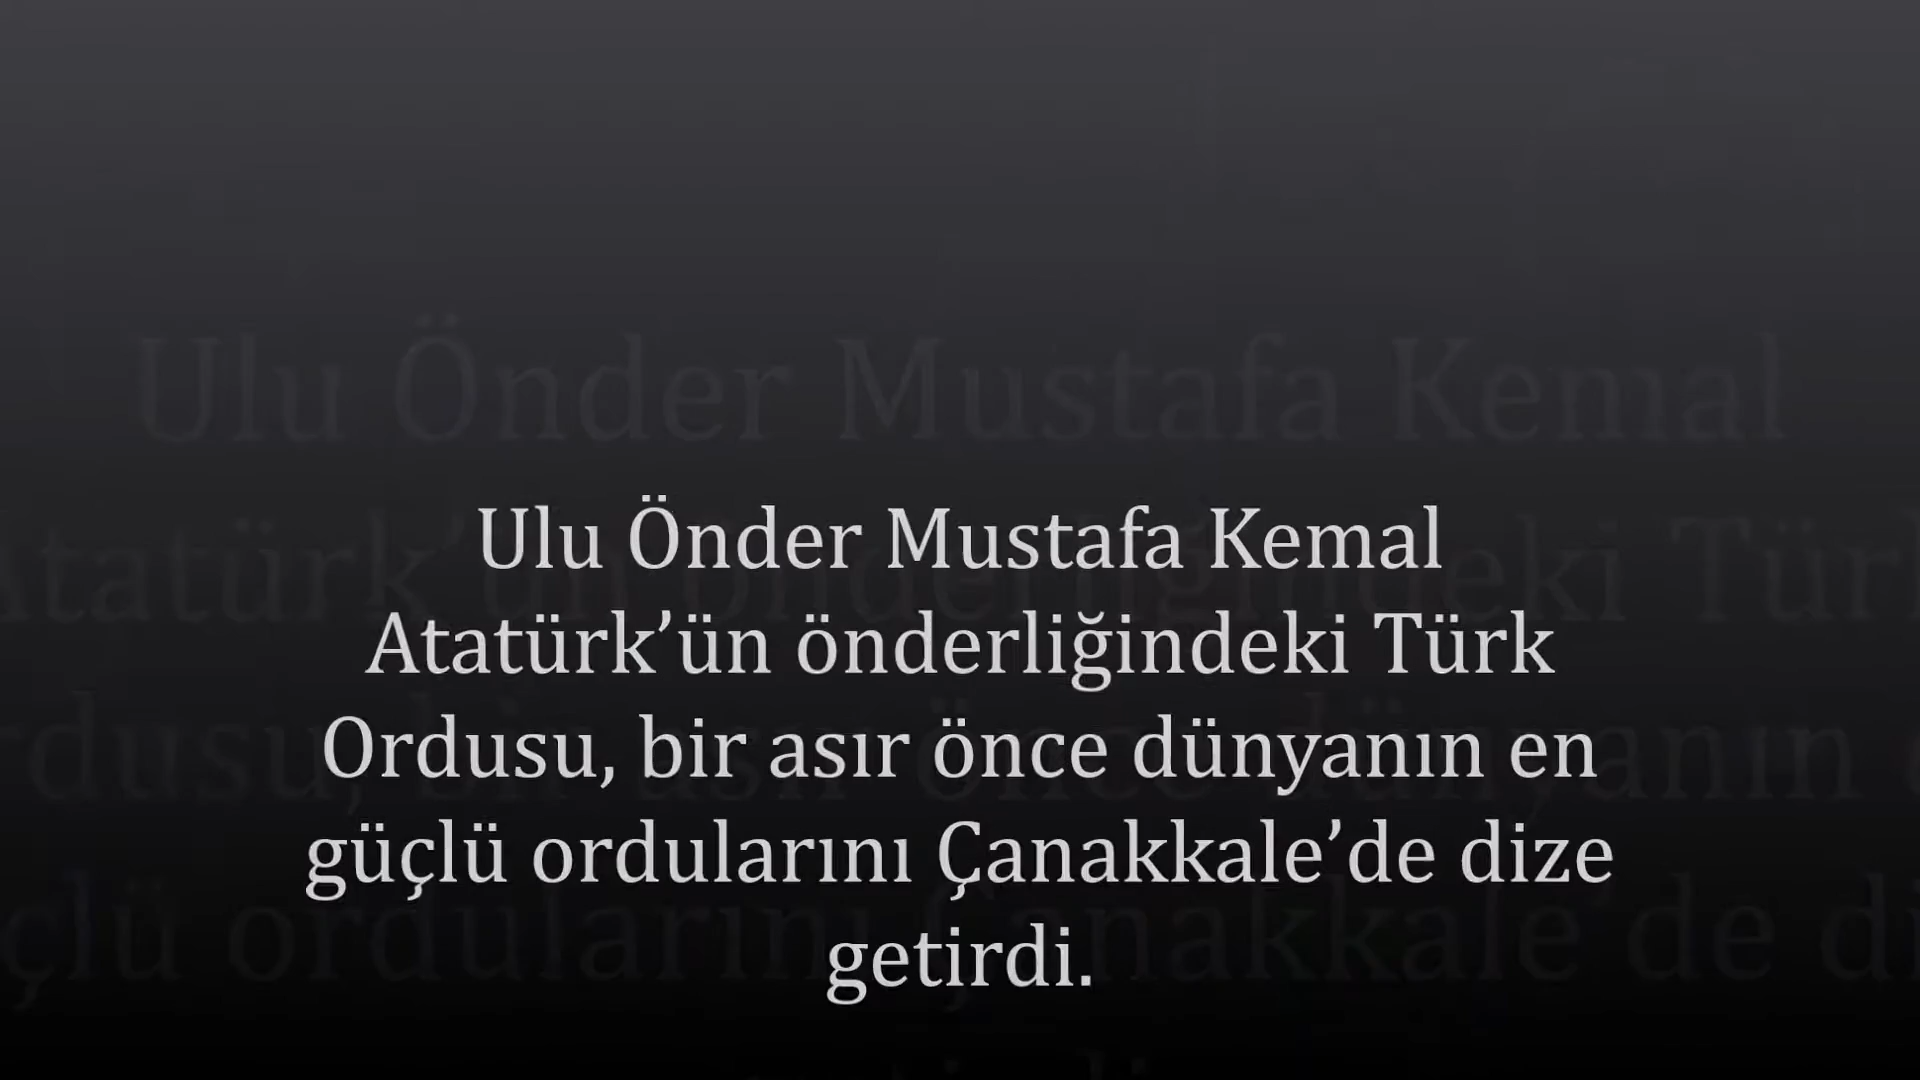 Ulu Önder Mustafa Kemal
Atatürk’ün önderliğindeki Türk
Ordusu, bir asır önce dünyanın en
güçlü ordularını Çanakkale’de dize
getirdi.